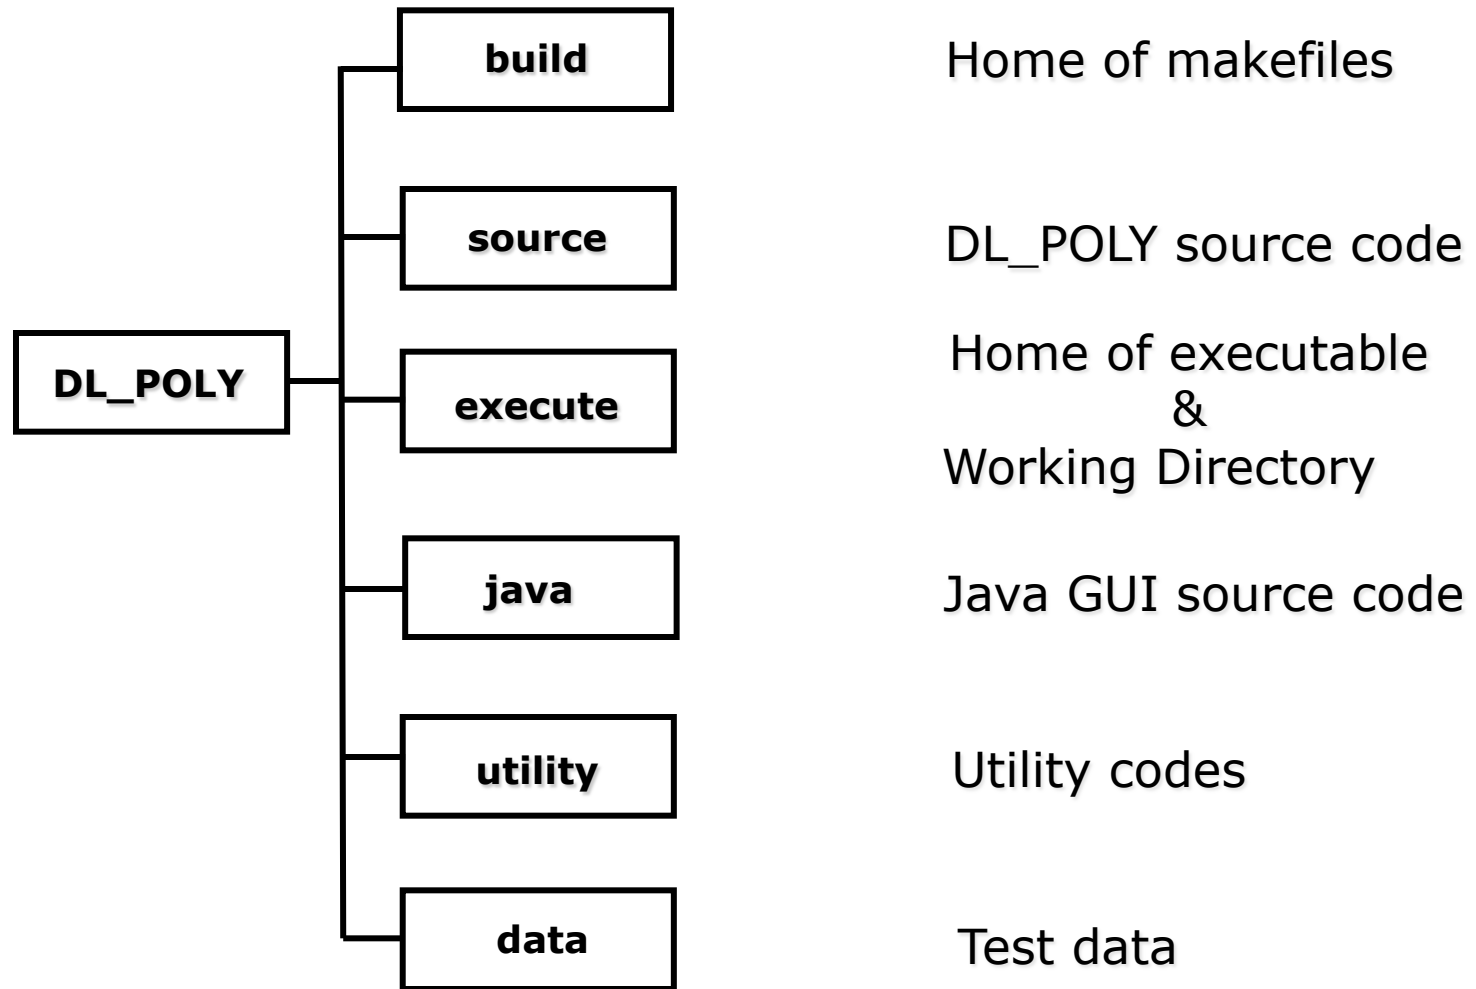 build
Home of makefiles
source
DL_POLY source code
DL_POLY
execute
Home of executable
&
Working Directory
java
Java GUI source code
utility
Utility codes
data
Test data